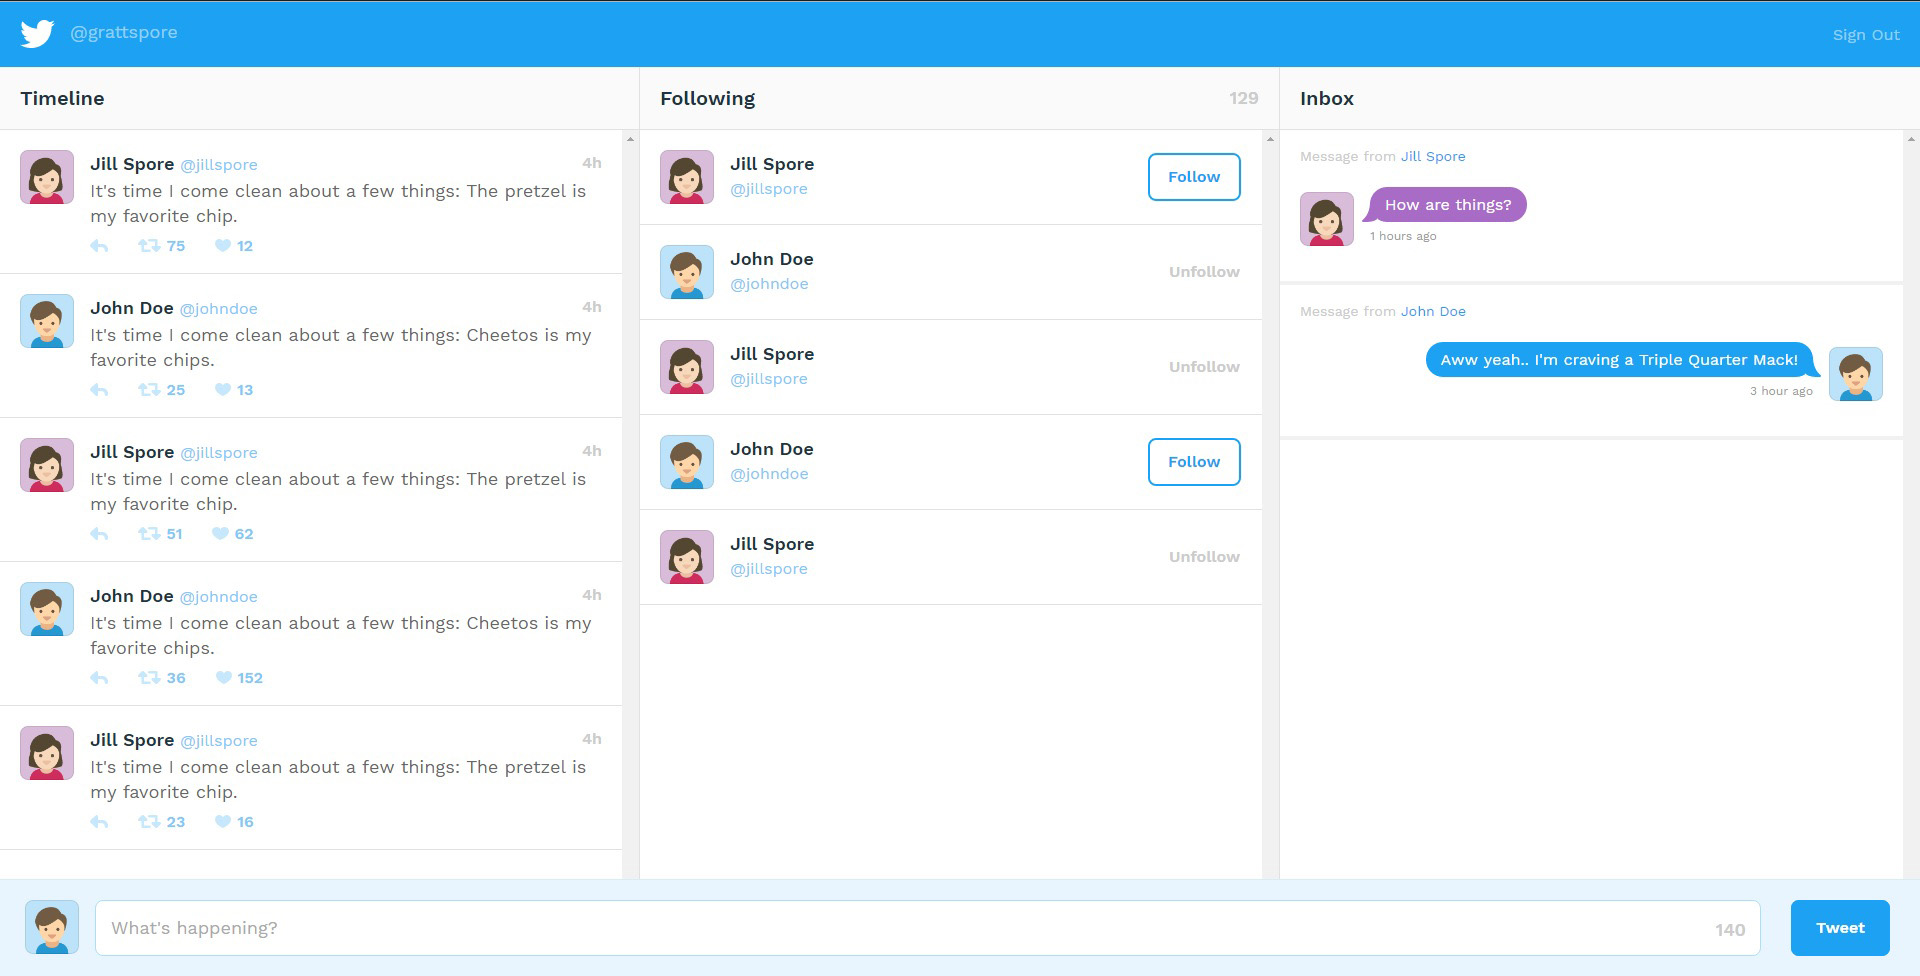 @grattspore
Sign Out
Timeline
Jill Spore @jillspore 4h
It's time I come clean about a few things: The pretzel is
my favorite chip.
75 12
John Doe @johndoe 4h
It's time I come clean about a few things: Cheetos is my
favorite chips.
25 13
Jill Spore @jillspore 4h
It's time I come clean about a few things: The pretzel is
my favorite chip.
51 62
John Doe @johndoe 4h
It's time I come clean about a few things: Cheetos is my
favorite chips.
36 152
Jill Spore @jillspore 4h
It's time I come clean about a few things: The pretzel is
my favorite chip.
23 16
Following 129
Jill Spore
@jillspore
Follow
John Doe
@johndoe
Unfollow
Jill Spore
@jillspore
Unfollow
John Doe
@johndoe
Follow
Jill Spore
@jillspore
Unfollow
Inbox
Message from Jill Spore
How are things?
1 hours ago
Message from John Doe
Aww yeah.. I'm craving a Triple Quarter Mack!
3 hour ago
What's happening? 140
Tweet